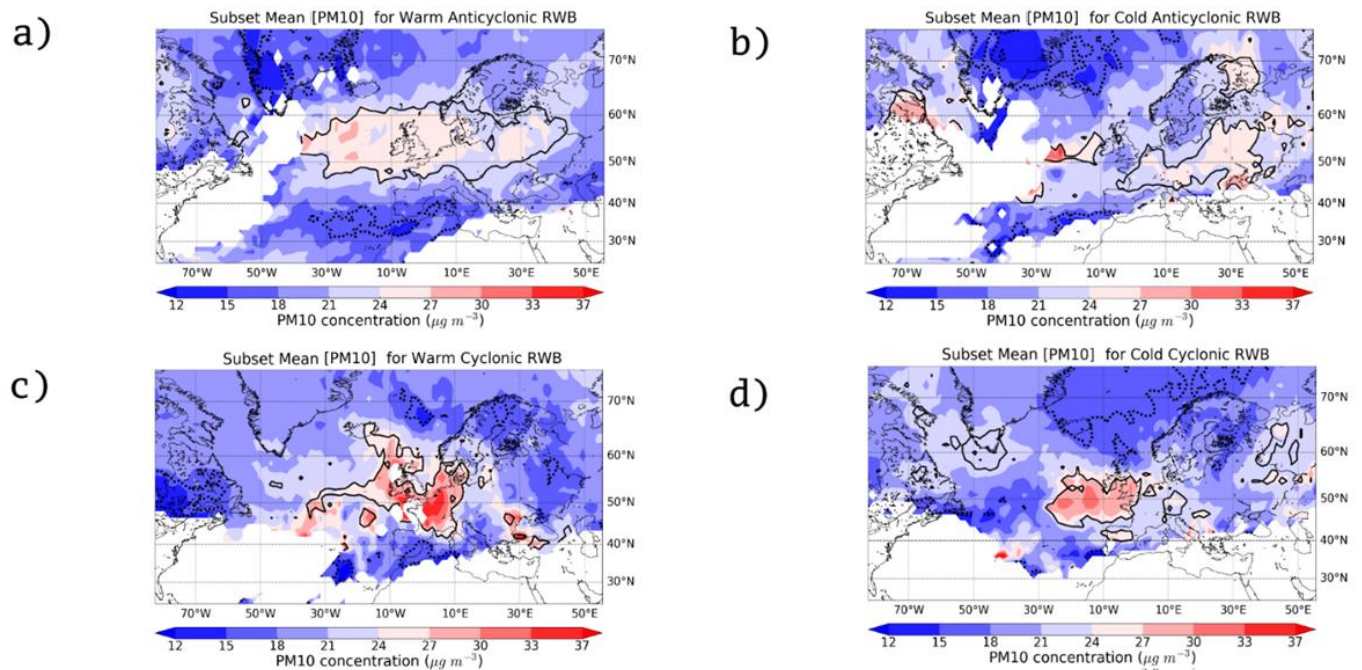 a)
Subset Mean [PM10] for Warm Anticyclonic RWB
70°N
60°N
50°N
40°N
30°N
70°W 50°W 30°W 10°W 10°E 30°E 50°E
12 15 18 21 24 27 30 33 37
PM10 concentration (μg m⁻³)
b)
Subset Mean [PM10] for Cold Anticyclonic RWB
70°N
60°N
50°N
40°N
30°N
70°W 50°W 30°W 10°W 10°E 30°E 50°E
12 15 18 21 24 27 30 33 37
PM10 concentration (μg m⁻³)
c)
Subset Mean [PM10] for Warm Cyclonic RWB
70°N
60°N
50°N
40°N
30°N
70°W 50°W 30°W 10°W 10°E 30°E 50°E
12 15 18 21 24 27 30 33 37
PM10 concentration (μg m⁻³)
d)
Subset Mean [PM10] for Cold Cyclonic RWB
70°N
60°N
50°N
40°N
30°N
70°W 50°W 30°W 10°W 10°E 30°E 50°E
12 15 18 21 24 27 30 33 37
PM10 concentration (μg m⁻³)